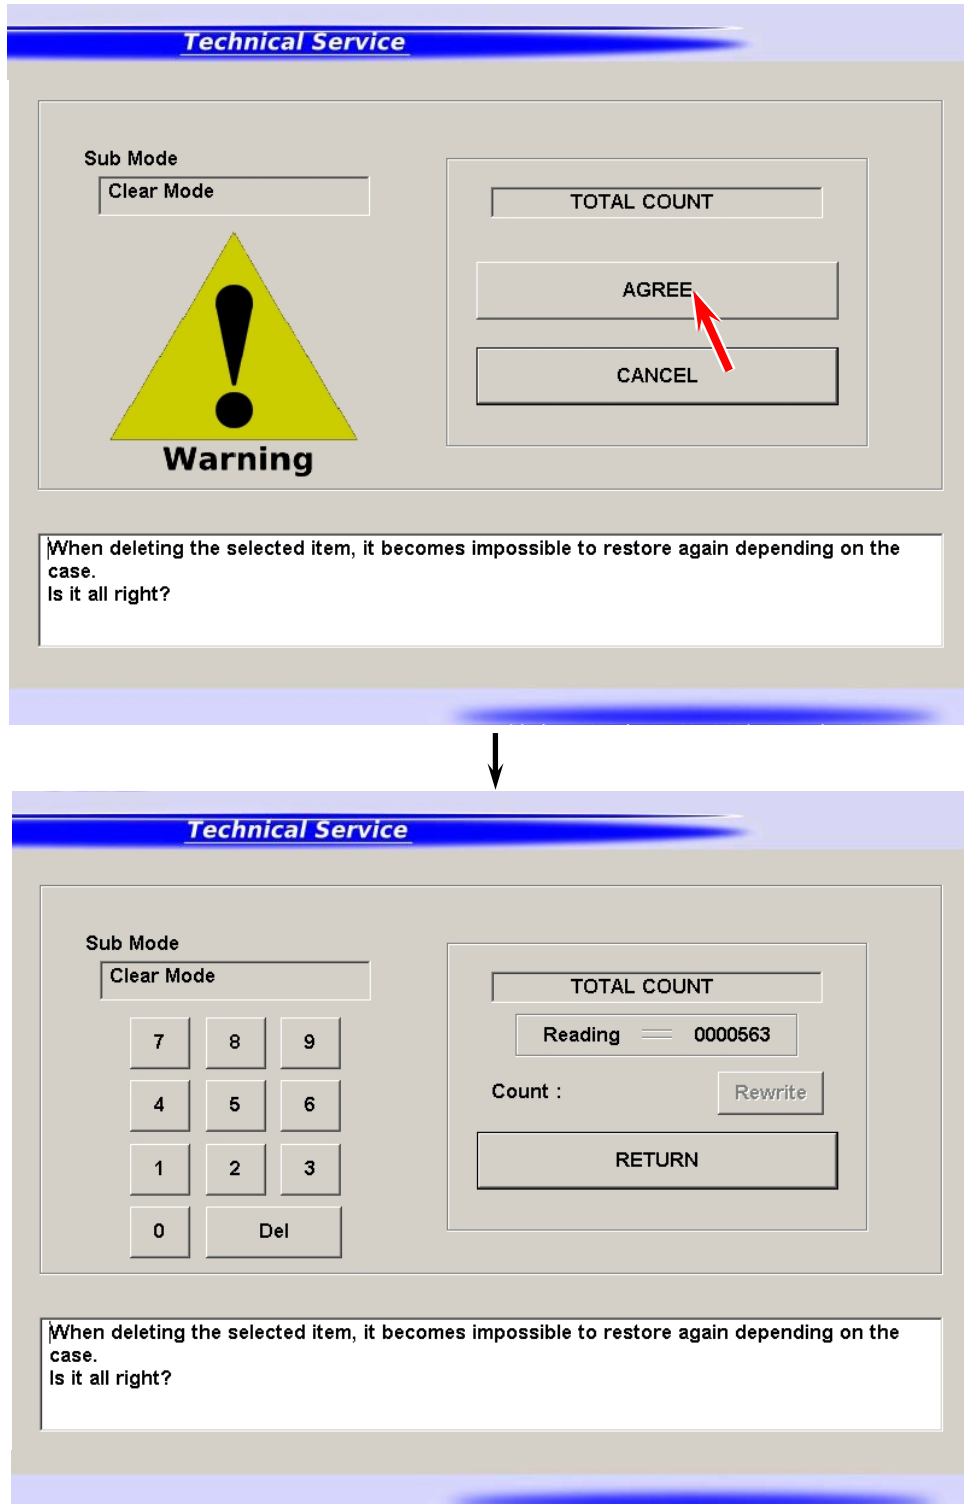 Technical Service
Sub Mode
Clear Mode
Warning
TOTAL COUNT
AGREE
CANCEL
When deleting the selected item, it becomes impossible to restore again depending on the
case.
Is it all right?
Technical Service
Sub Mode
Clear Mode
7 8 9
4 5 6
1 2 3
0 Del
TOTAL COUNT
Reading = 0000563
Count : Rewrite
RETURN
When deleting the selected item, it becomes impossible to restore again depending on the
case.
Is it all right?